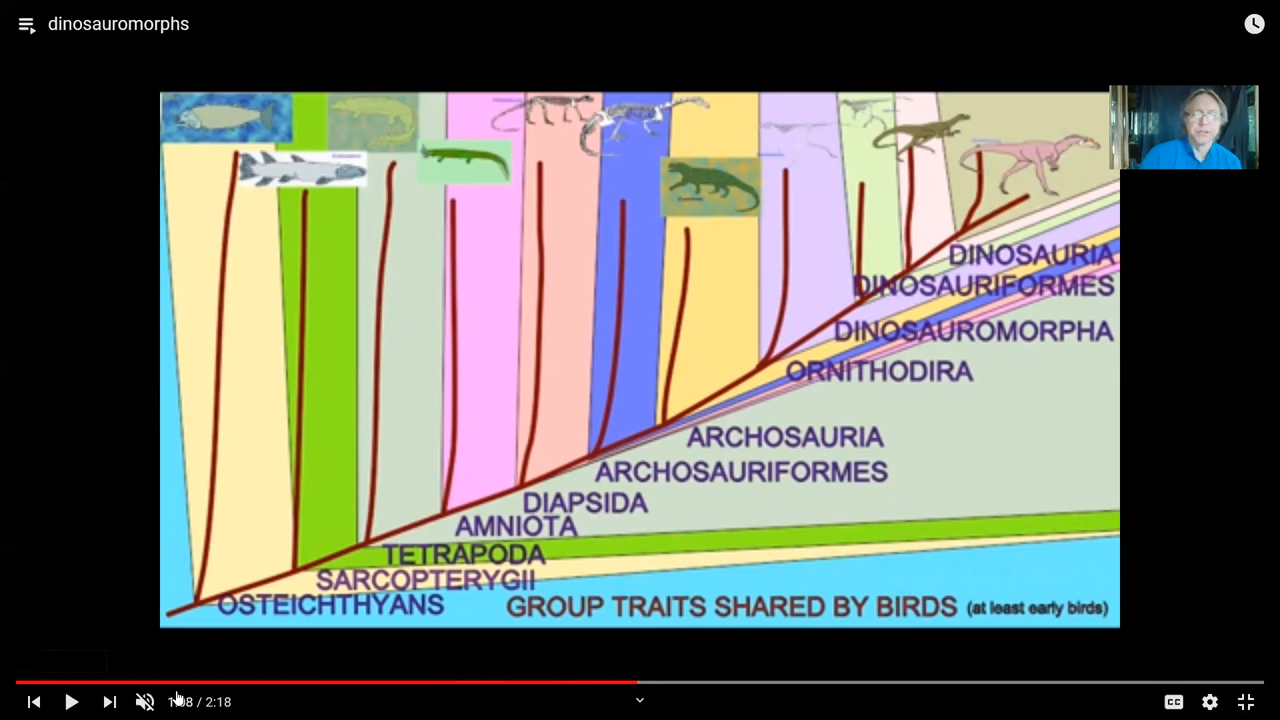 dinosauromorphs
DINOSAURIA
DINOSAURIFORMES
DINOSAUROMORPHA
ORNITHODIRA
ARCHOSAURIA
ARCHOSAURIFORMES
DIAPSIDA
AMNIOTA
TETRAPODA
SARCOPTERYGII
OSTEICHTHYANS
GROUP TRAITS SHARED BY BIRDS (at least early birds)
/ 2:18
CC